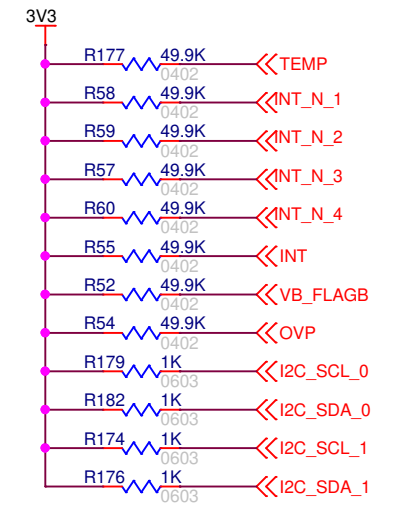 3V3
R177 49.9K TEMP
0402
R58 49.9K INT_N_1
0402
R59 49.9K INT_N_2
0402
R57 49.9K INT_N_3
0402
R60 49.9K INT_N_4
0402
R55 49.9K INT
0402
R52 49.9K VB_FLAGB
0402
R54 49.9K OVP
0402
R179 1K I2C_SCL_0
0603
R182 1K I2C_SDA_0
0603
R174 1K I2C_SCL_1
0603
R176 1K I2C_SDA_1
0603